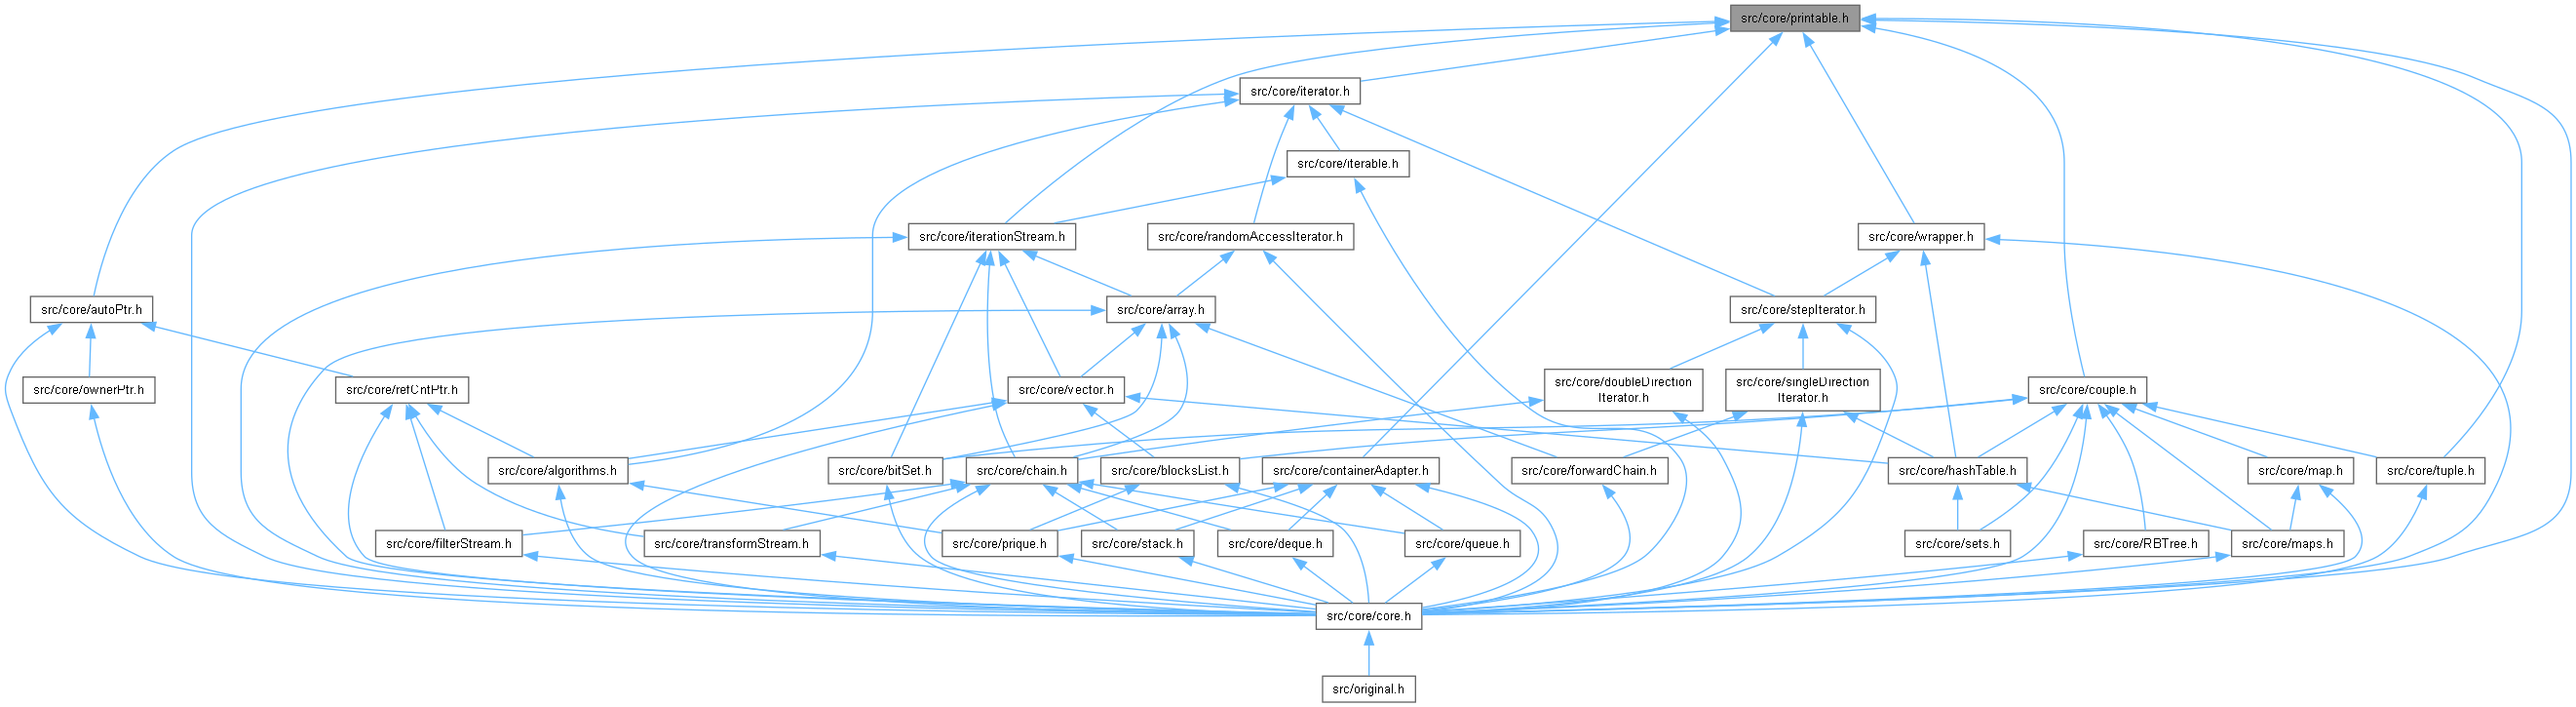 src/core/printable.h
src/core/iterator.h
src/core/iterable.h
src/core/iterationStream.h
src/core/randomAccessIterator.h
src/core/wrapper.h
src/core/autoPtr.h
src/core/array.h
src/core/stepIterator.h
src/core/ownerPtr.h
src/core/refCntPtr.h
src/core/vector.h
src/core/doubleDirection
Iterator.h
src/core/singleDirection
Iterator.h
src/core/couple.h
src/core/algorithms.h
src/core/bitSet.h
src/core/chain.h
src/core/blocksList.h
src/core/containerAdapter.h
src/core/forwardChain.h
src/core/hashTable.h
src/core/map.h
src/core/tuple.h
src/core/filterStream.h
src/core/transformStream.h
src/core/prique.h
src/core/stack.h
src/core/deque.h
src/core/queue.h
src/core/sets.h
src/core/RBTree.h
src/core/maps.h
src/core/core.h
src/original.h